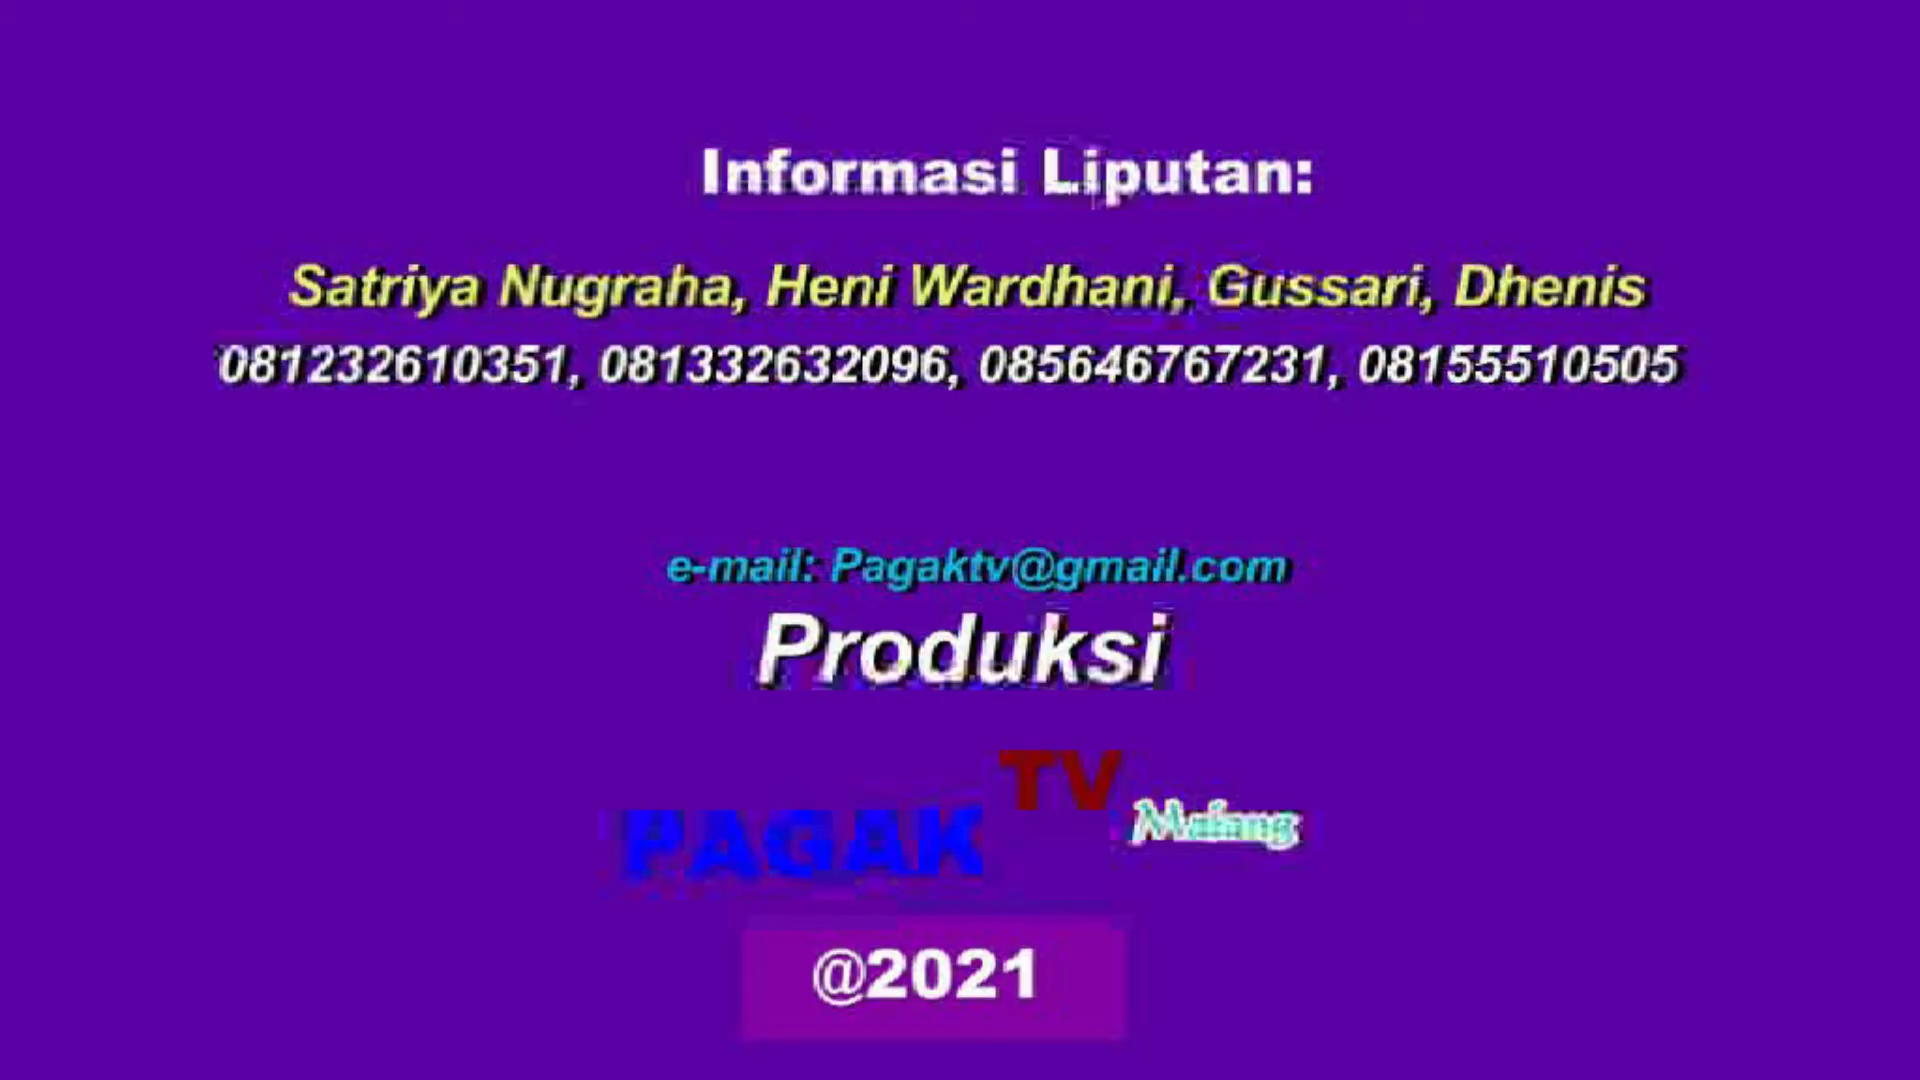 Informasi Liputan:
Satriya Nugraha, Heni Wardhani, Gussari, Dhenis
081232610351, 081332632096, 085646767231, 08155510505
e-mail: Pagaktv@gmail.com
Produksi
PAGAK TV Malang
@2021